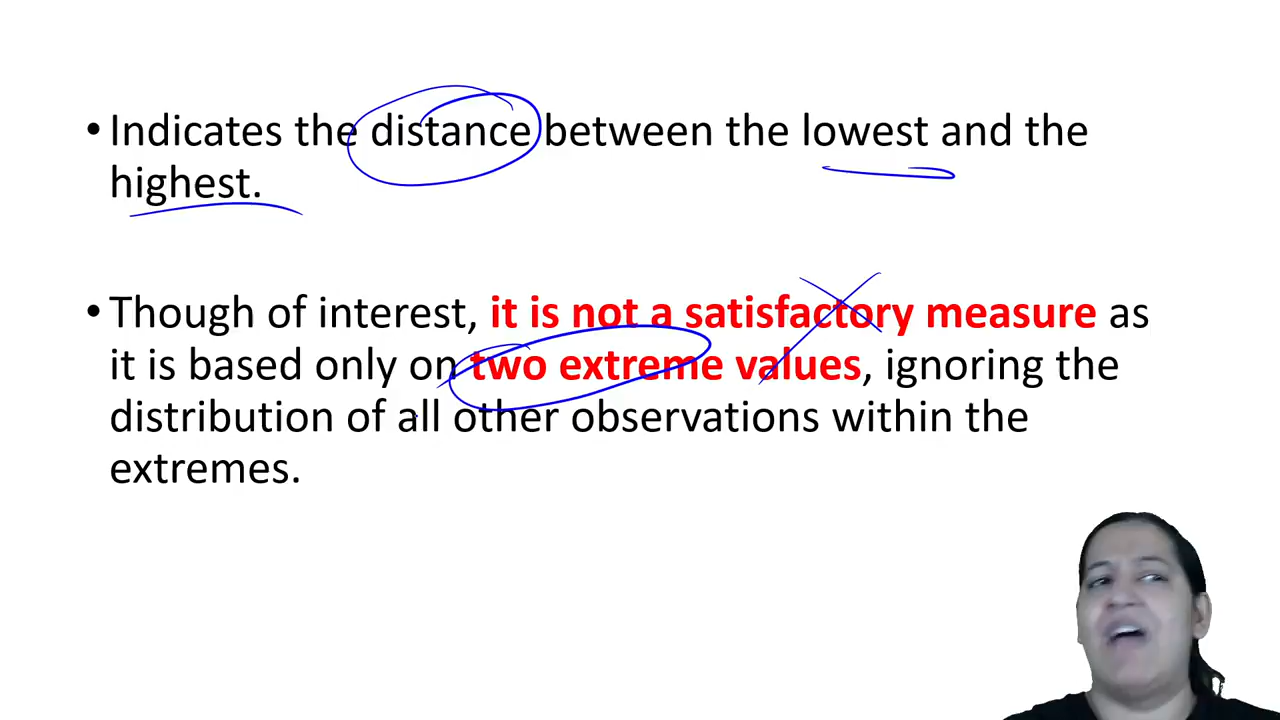 •Indicates the distance between the lowest and the
highest.
•Though of interest, it is not a satisfactory measure as
it is based only on two extreme values, ignoring the
distribution of all other observations within the
extremes.